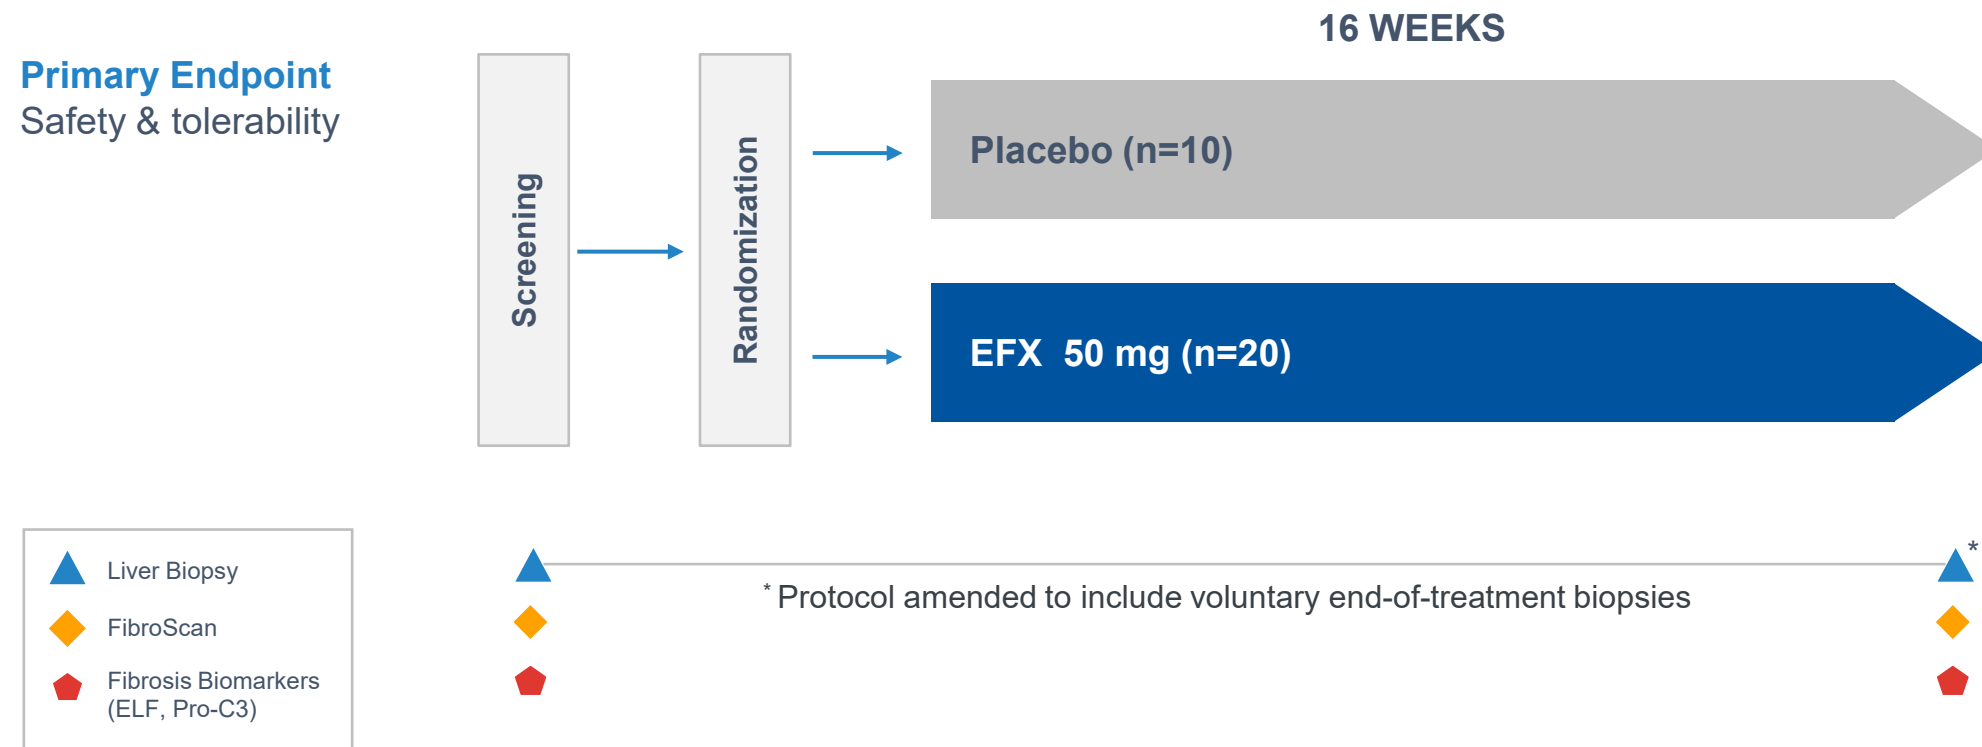 16 WEEKS
Primary Endpoint
Safety & tolerability
Screening
Randomization
Placebo (n=10)
EFX 50 mg (n=20)
Liver Biopsy
FibroScan
Fibrosis Biomarkers
(ELF, Pro-C3)
*
* Protocol amended to include voluntary end-of-treatment biopsies